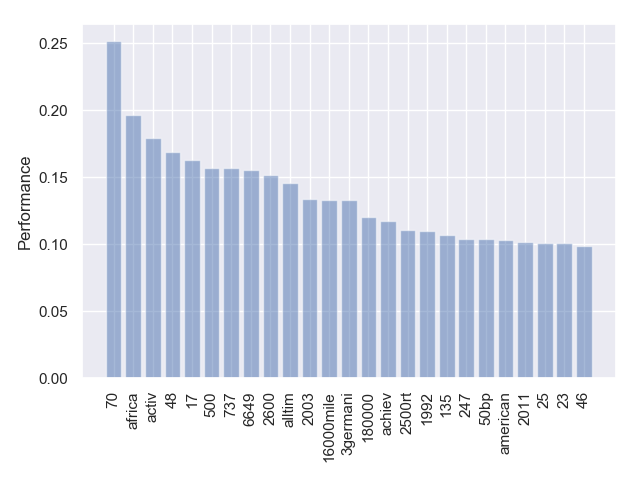 0.25
0.20
0.15
0.10
0.05
0.00
Performance
70
africa
activ
48
17
500
737
6649
2600
alltim
2003
16000mile
3germani
180000
achiev
2500rt
1992
135
247
50bp
american
2011
25
23
46